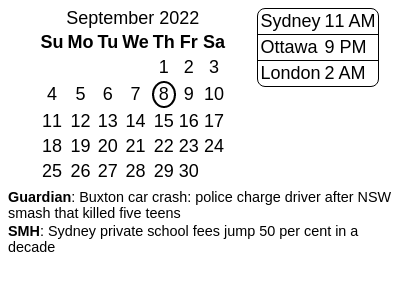 September 2022
Su Mo Tu We Th Fr Sa
1 2 3
4 5 6 7 8 9 10
11 12 13 14 15 16 17
18 19 20 21 22 23 24
25 26 27 28 29 30
Sydney 11 AM
Ottawa 9 PM
London 2 AM
Guardian: Buxton car crash: police charge driver after NSW
smash that killed five teens
SMH: Sydney private school fees jump 50 per cent in a
decade